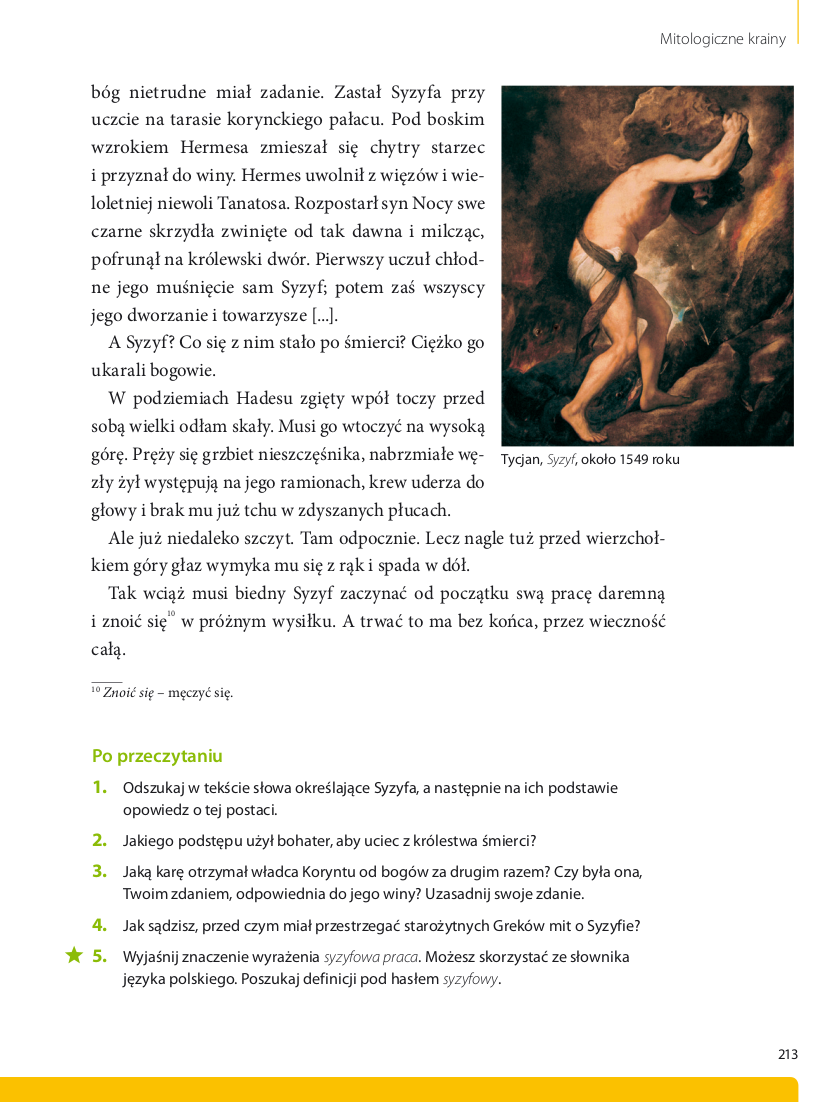 Mitologiczne krainy
bóg nietrudne miał zadanie. Zastał Syzyfa przy
uczcie na tarasie korynckiego pałacu. Pod boskim
wzrokiem Hermesa zmieszał się chytry starzec
i przyznał do winy. Hermes uwolnił z więzów i wie-
loletniej niewoli Tanatosa. Rozpostarł syn Nocy swe
czarne skrzydła zwinięte od tak dawna i milcząc,
pofrunął na królewski dwór. Pierwszy uczuł chłod-
ne jego muśnięcie sam Syzyf; potem zaś wszyscy
jego dworzanie i towarzysze [...].
A Syzyf? Co się z nim stało po śmierci? Ciężko go
ukarali bogowie.
W podziemiach Hadesu zgięty wpół toczy przed
sobą wielki odłam skały. Musi go wtoczyć na wysoką
górę. Pręży się grzbiet nieszczęśnika, nabrzmiałe wę-
zły żył występują na jego ramionach, krew uderza do
głowy i brak mu już tchu w zdyszanych płucach.
Tycjan, Syzyf, około 1549 roku
Ale już niedaleko szczyt. Tam odpocznie. Lecz nagle tuż przed wierzchoł-
kiem góry głaz wymyka mu się z rąk i spada w dół.
Tak wciąż musi biedny Syzyf zaczynać od początku swą pracę daremną
i znoić się10 w próżnym wysiłku. A trwać to ma bez końca, przez wieczność
całą.
10 Znoić się – męczyć się.
Po przeczytaniu
1. Odszukaj w tekście słowa określające Syzyfa, a następnie na ich podstawie
opowiedz o tej postaci.
2. Jakiego podstępu użył bohater, aby uciec z królestwa śmierci?
3. Jaką karę otrzymał władca Koryntu od bogów za drugim razem? Czy była ona,
Twoim zdaniem, odpowiednia do jego winy? Uzasadnij swoje zdanie.
4. Jak sądzisz, przed czym miał przestrzegać starożytnych Greków mit o Syzyfie?
5. Wyjaśnij znaczenie wyrażenia syzyfowa praca. Możesz skorzystać ze słownika
języka polskiego. Poszukaj definicji pod hasłem syzyfowy.
213